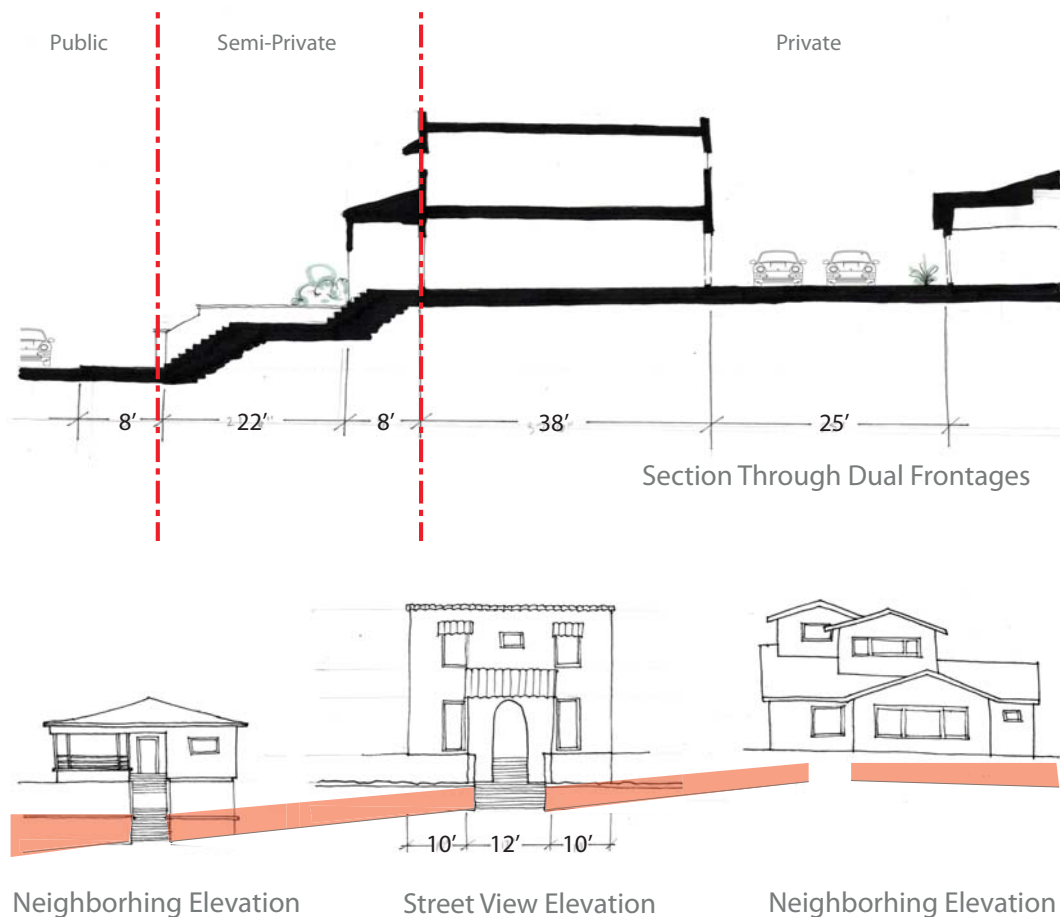 Public Semi-Private Private
8' 22' 8' 38' 25'
Section Through Dual Frontages
10' 12' 10'
Neighborhing Elevation Street View Elevation Neighborhing Elevation